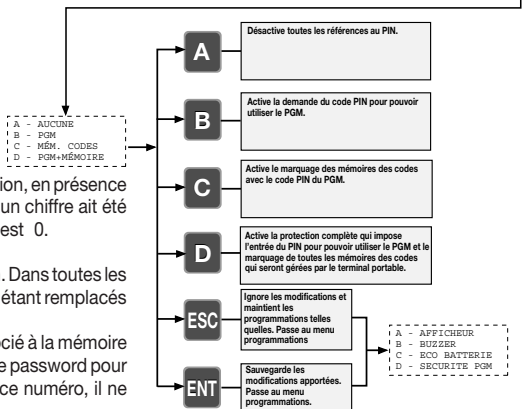 A
Désactive toutes les références au PIN.
B
Active la demande du code PIN pour pouvoir
utiliser le PGM.
A - AUCUNE
B - PGM
C - MÉM. CODES
D - PGM+MÉMOIRE
C
Active le marquage des mémoires des codes
avec le code PIN du PGM.
D
Active la protection complète qui impose
l'entrée du PIN pour pouvoir utiliser le PGM et le
marquage de toutes les mémoires des codes
qui seront gérées par le terminal portable.
ESC
Ignore les modifications et
maintient les
programmations telles
quelles. Passe au menu
programmations
ENT
Sauvegarde les
modifications apportées.
Passe au menu
programmations.
A - AFFICHEUR
B - BUZZER
C - ECO BATTERIE
D - SECURITE PGM
ion, en présence
un chiffre ait été
est 0.
. Dans toutes les
étant remplacés
ocié à la mémoire
e password pour
ce numéro, il ne